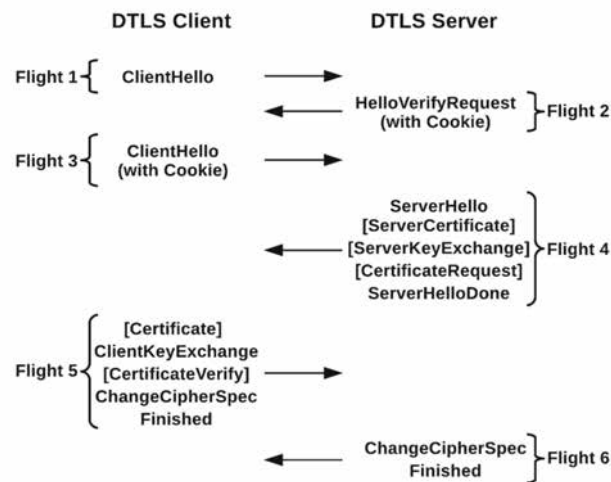 DTLS Client DTLS Server
Flight 1 ClientHello
HelloVerifyRequest
(with Cookie) Flight 2
Flight 3 ClientHello
(with Cookie)
ServerHello
[ServerCertificate]
[ServerKeyExchange] Flight 4
[CertificateRequest]
ServerHelloDone
[Certificate]
ClientKeyExchange
Flight 5 [CertificateVerify]
ChangeCipherSpec
Finished
ChangeCipherSpec
Finished Flight 6